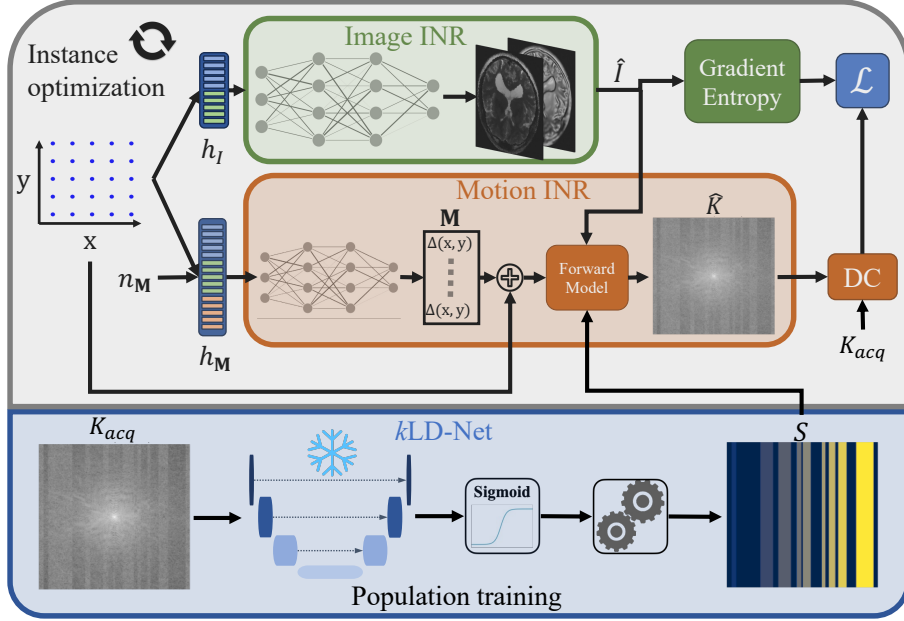 Instance
optimization
Image INR
Î
Gradient
Entropy
ℒ
h_I
y
x
Motion INR
M
Δ(x, y)
Δ(x, y)
n_M
h_M
Forward
Model
K̂
DC
K_acq
K_acq
kLD-Net
S
Sigmoid
Population training